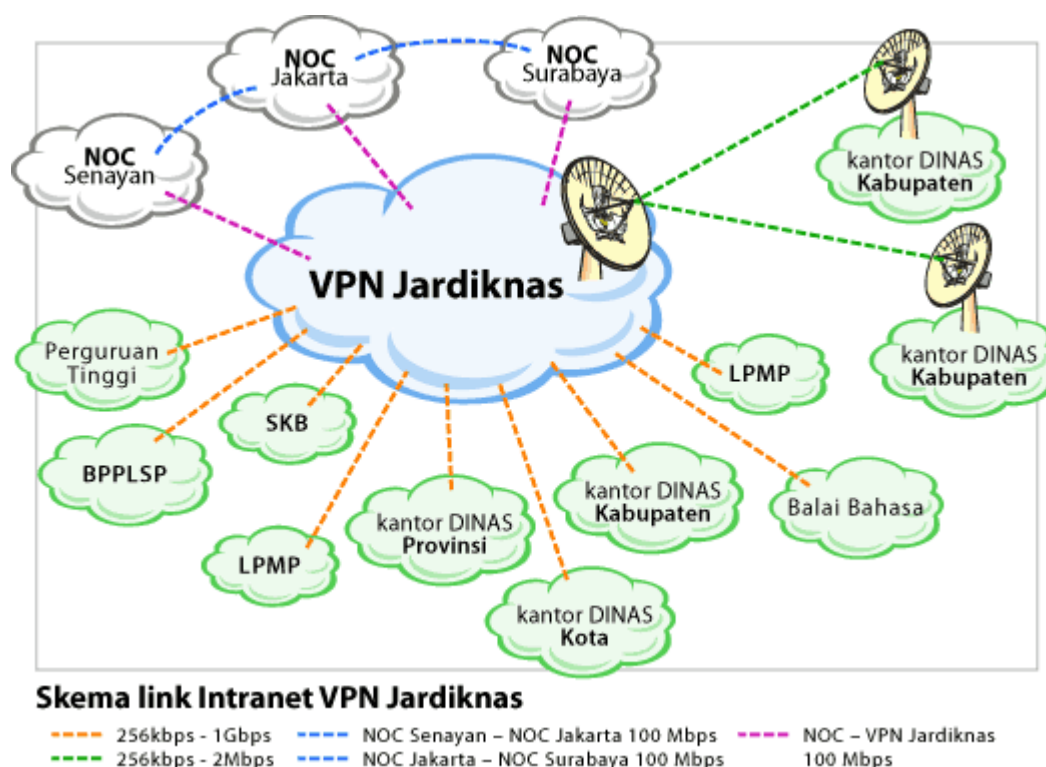 NOC
Jakarta
NOC
Surabaya
NOC
Senayan
kantor DINAS
Kabupaten
VPN Jardiknas
kantor DINAS
Kabupaten
Perguruan
Tinggi
LPMP
SKB
BPPLSP
kantor DINAS
Kabupaten
Balai Bahasa
kantor DINAS
Provinsi
LPMP
kantor DINAS
Kota
Skema link Intranet VPN Jardiknas
256kbps - 1Gbps
NOC Senayan – NOC Jakarta 100 Mbps
NOC – VPN Jardiknas
256kbps - 2Mbps
NOC Jakarta – NOC Surabaya 100 Mbps
100 Mbps